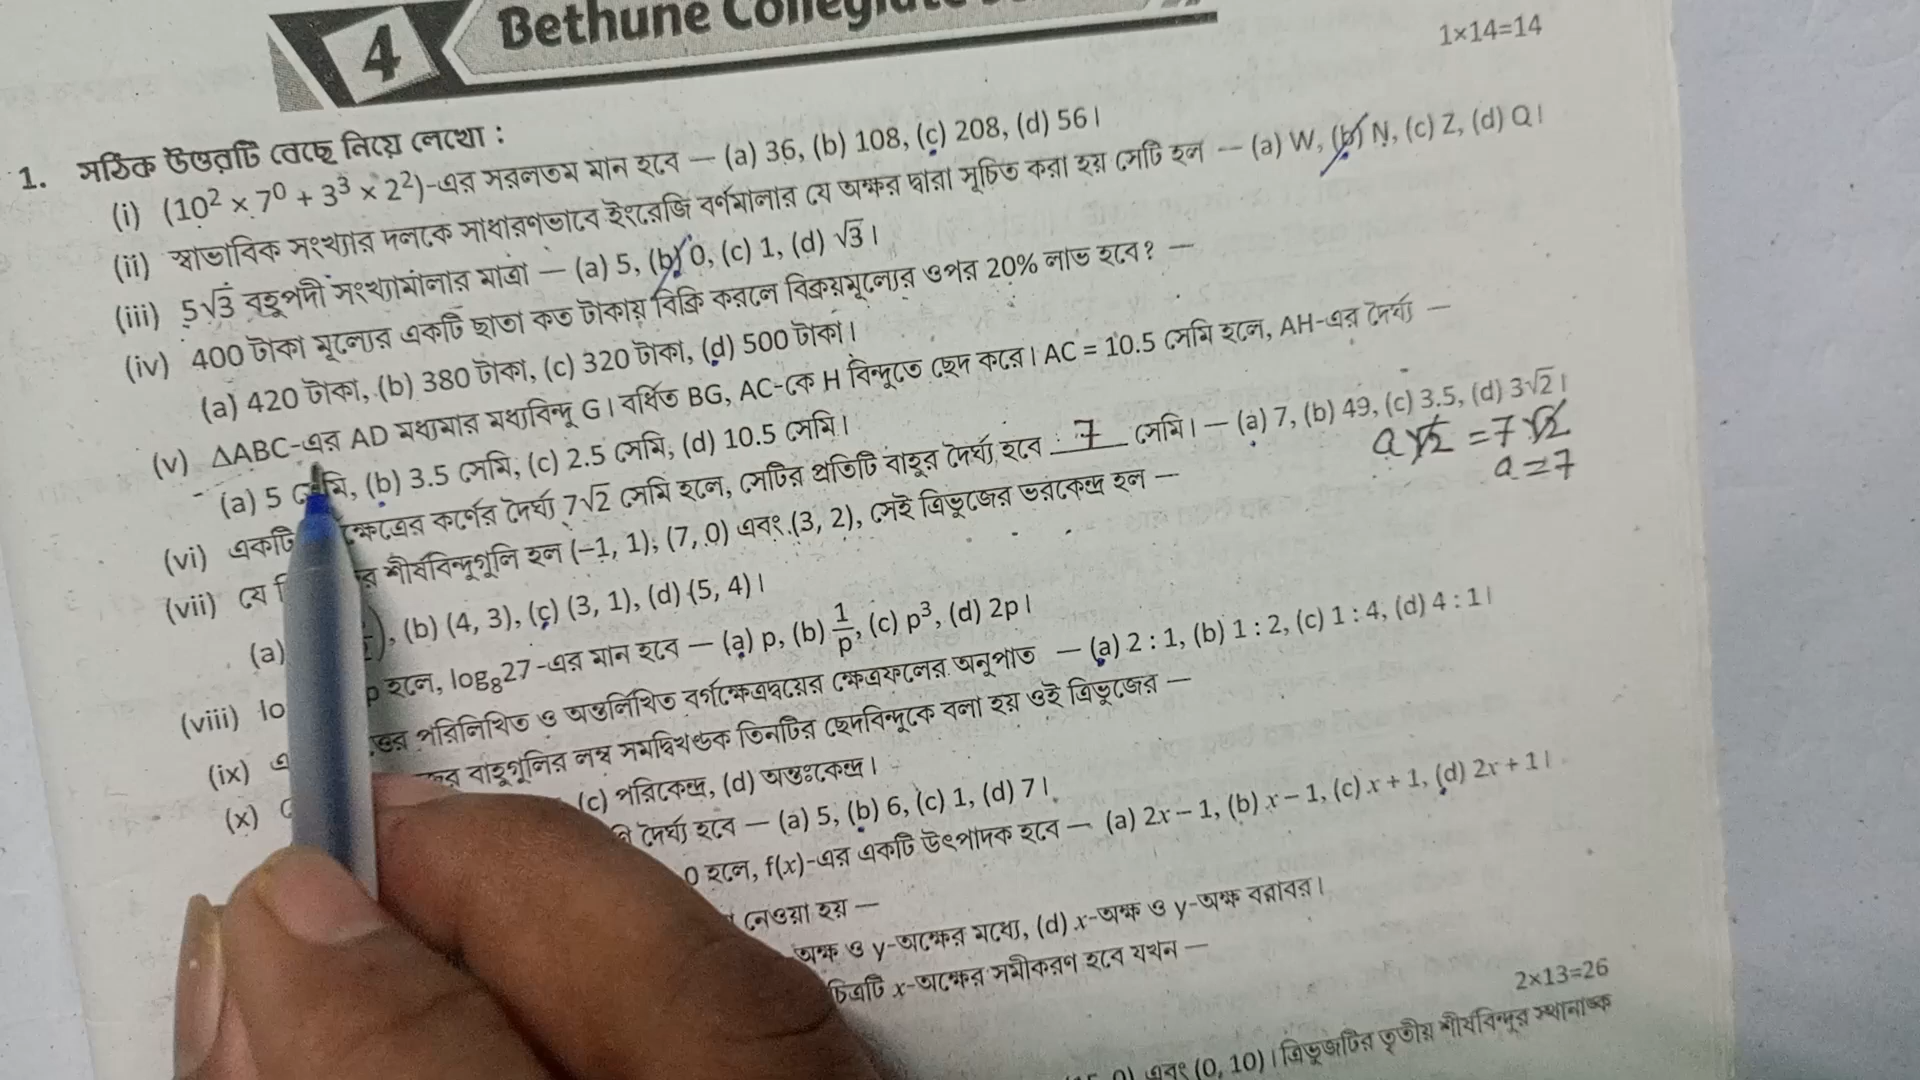 4 Bethune Collegiate
1×14=14
1. সঠিক উত্তরটি বেছে নিয়ে লেখো :
(i) (10² × 7⁰ + 3³ × 2²)-এর সরলতম মান হবে — (a) 36, (b) 108, (c) 208, (d) 56।
(ii) স্বাভাবিক সংখ্যার দলকে সাধারণভাবে ইংরেজি বর্ণমালার যে অক্ষর দ্বারা সূচিত করা হয় সেটি হল — (a) W, (b) N, (c) Z, (d) Q।
(iii) 5√3 বহুপদী সংখ্যামালার মাত্রা — (a) 5, (b) 0, (c) 1, (d) √3।
(iv) 400 টাকা মূল্যের একটি ছাতা কত টাকায় বিক্রি করলে বিক্রয়মূল্যের ওপর 20% লাভ হবে? —
(a) 420 টাকা, (b) 380 টাকা, (c) 320 টাকা, (d) 500 টাকা।
(v) ΔABC-এর AD মধ্যমার মধ্যবিন্দু G। বর্ধিত BG, AC-কে H বিন্দুতে ছেদ করে। AC = 10.5 সেমি হলে, AH-এর দৈর্ঘ্য —
(a) 5 সেমি, (b) 3.5 সেমি, (c) 2.5 সেমি, (d) 10.5 সেমি।
(vi) একটি ক্ষেত্রের কর্ণের দৈর্ঘ্য 7√2 সেমি হলে, সেটির প্রতিটি বাহুর দৈর্ঘ্য হবে 7 সেমি। — (a) 7, (b) 49, (c) 3.5, (d) 3√2।
a√2 = 7√2
a = 7
(vii) যে শীর্ষবিন্দুগুলি হল (−1, 1), (7, 0) এবং (3, 2), সেই ত্রিভুজের ভরকেন্দ্র হল —
(a) , (b) (4, 3), (c) (3, 1), (d) (5, 4)।
(viii) lo p হলে, log₈27-এর মান হবে — (a) p, (b) 1/p, (c) p³, (d) 2p।
(ix) পরিলিখিত ও অন্তর্লিখিত বর্গক্ষেত্রদ্বয়ের ক্ষেত্রফলের অনুপাত — (a) 2 : 1, (b) 1 : 2, (c) 1 : 4, (d) 4 : 1।
(x) বাহুগুলির লম্ব সমদ্বিখণ্ডক তিনটির ছেদবিন্দুকে বলা হয় ওই ত্রিভুজের —
(c) পরিকেন্দ্র, (d) অন্তঃকেন্দ্র।
দৈর্ঘ্য হবে — (a) 5, (b) 6, (c) 1, (d) 7।
0 হলে, f(x)-এর একটি উৎপাদক হবে — (a) 2x − 1, (b) x − 1, (c) x + 1, (d) 2x + 1।
নেওয়া হয় —
অক্ষ ও y-অক্ষের মধ্যে, (d) x-অক্ষ ও y-অক্ষ বরাবর।
চিত্রটি x-অক্ষের সমীকরণ হবে যখন —
2×13=26
এবং (0, 10)। ত্রিভুজটির তৃতীয় শীর্ষবিন্দুর স্থানাঙ্ক